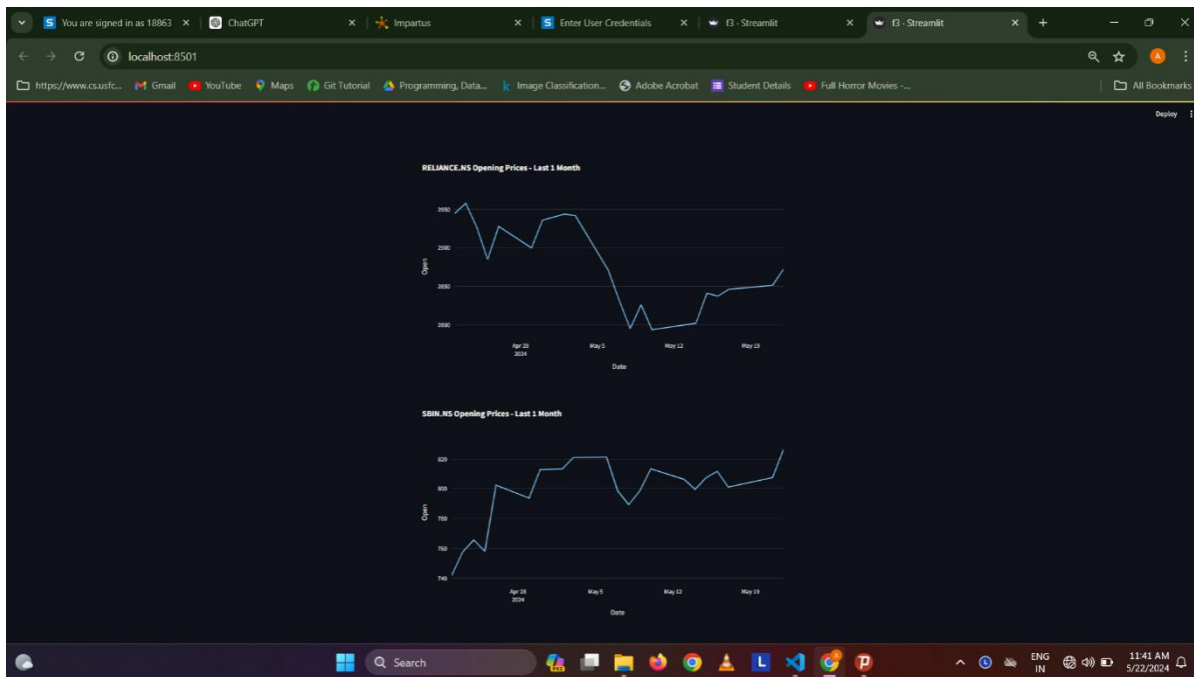 You are signed in as 18863
ChatGPT
Impartus
Enter User Credentials
f3 · Streamlit
f3 · Streamlit
localhost:8501
https://www.cs.usfc...
Gmail
YouTube
Maps
Git Tutorial
Programming, Data...
Image Classification...
Adobe Acrobat
Student Details
Full Horror Movies -...
All Bookmarks
Deploy
RELIANCE.NS Opening Prices - Last 1 Month
2950
2900
2850
2800
Open
Apr 28
2024
May 5
May 12
May 19
Date
SBIN.NS Opening Prices - Last 1 Month
820
800
780
760
740
Open
Apr 28
2024
May 5
May 12
May 19
Date
Search
PRE
L
ENG
IN
11:41 AM
5/22/2024